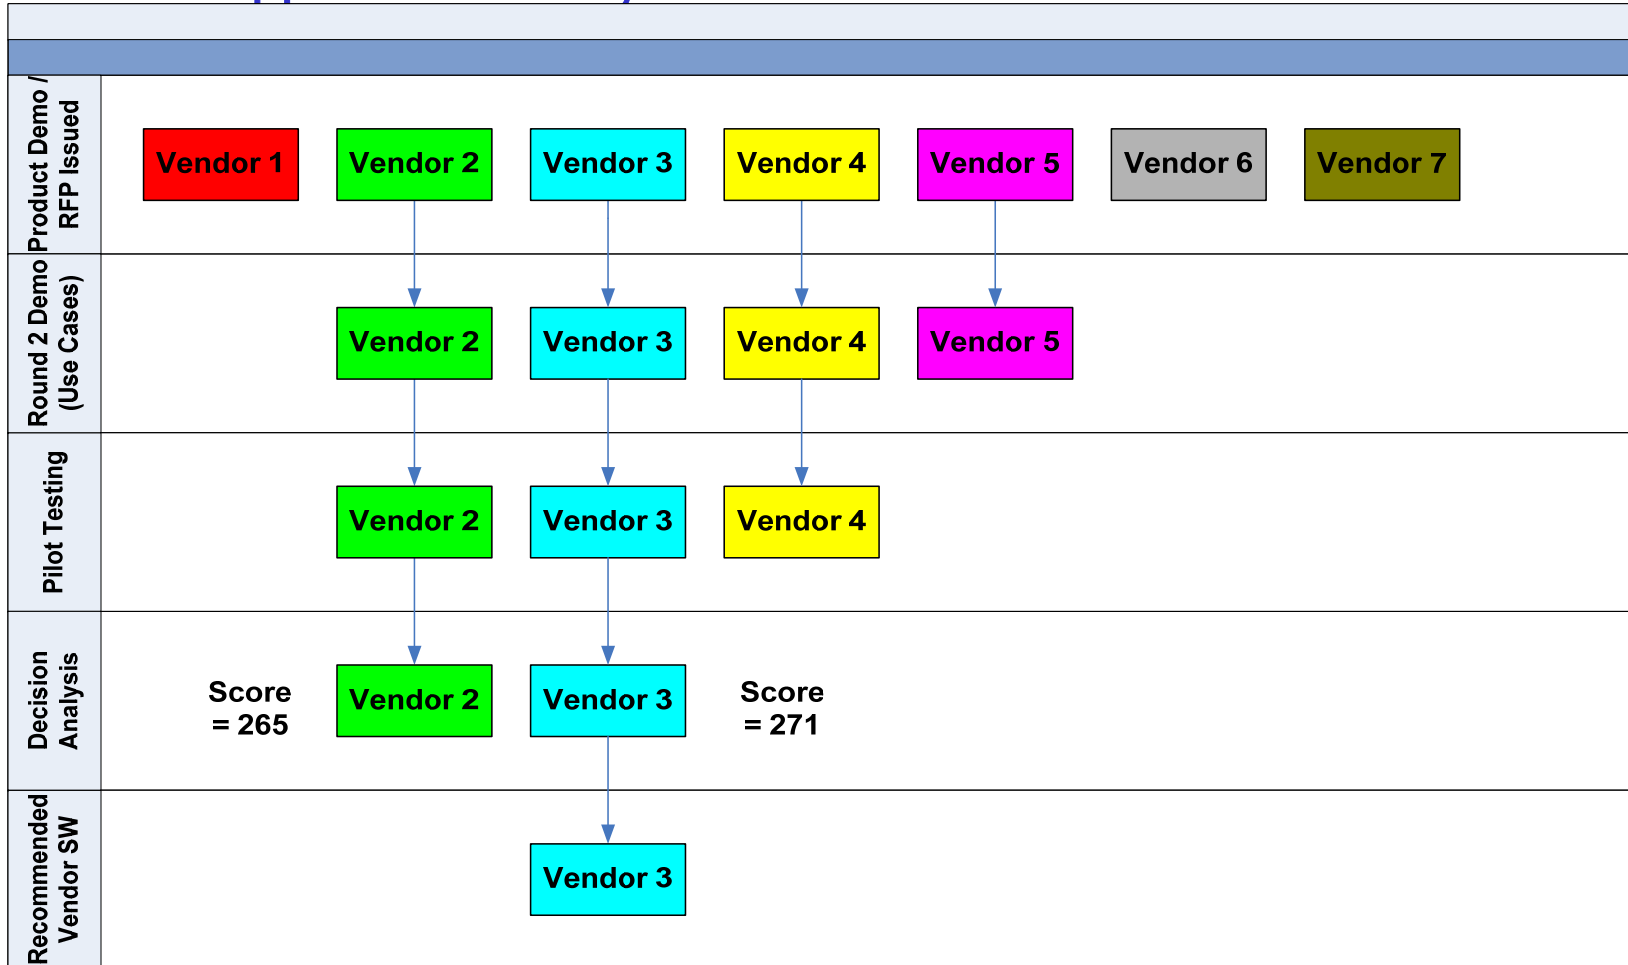 Product Demo /
RFP Issued
Vendor 1
Vendor 2
Vendor 3
Vendor 4
Vendor 5
Vendor 6
Vendor 7
Round 2 Demo
(Use Cases)
Vendor 2
Vendor 3
Vendor 4
Vendor 5
Pilot Testing
Vendor 2
Vendor 3
Vendor 4
Decision
Analysis
Score
= 265
Vendor 2
Vendor 3
Score
= 271
Recommended
Vendor SW
Vendor 3